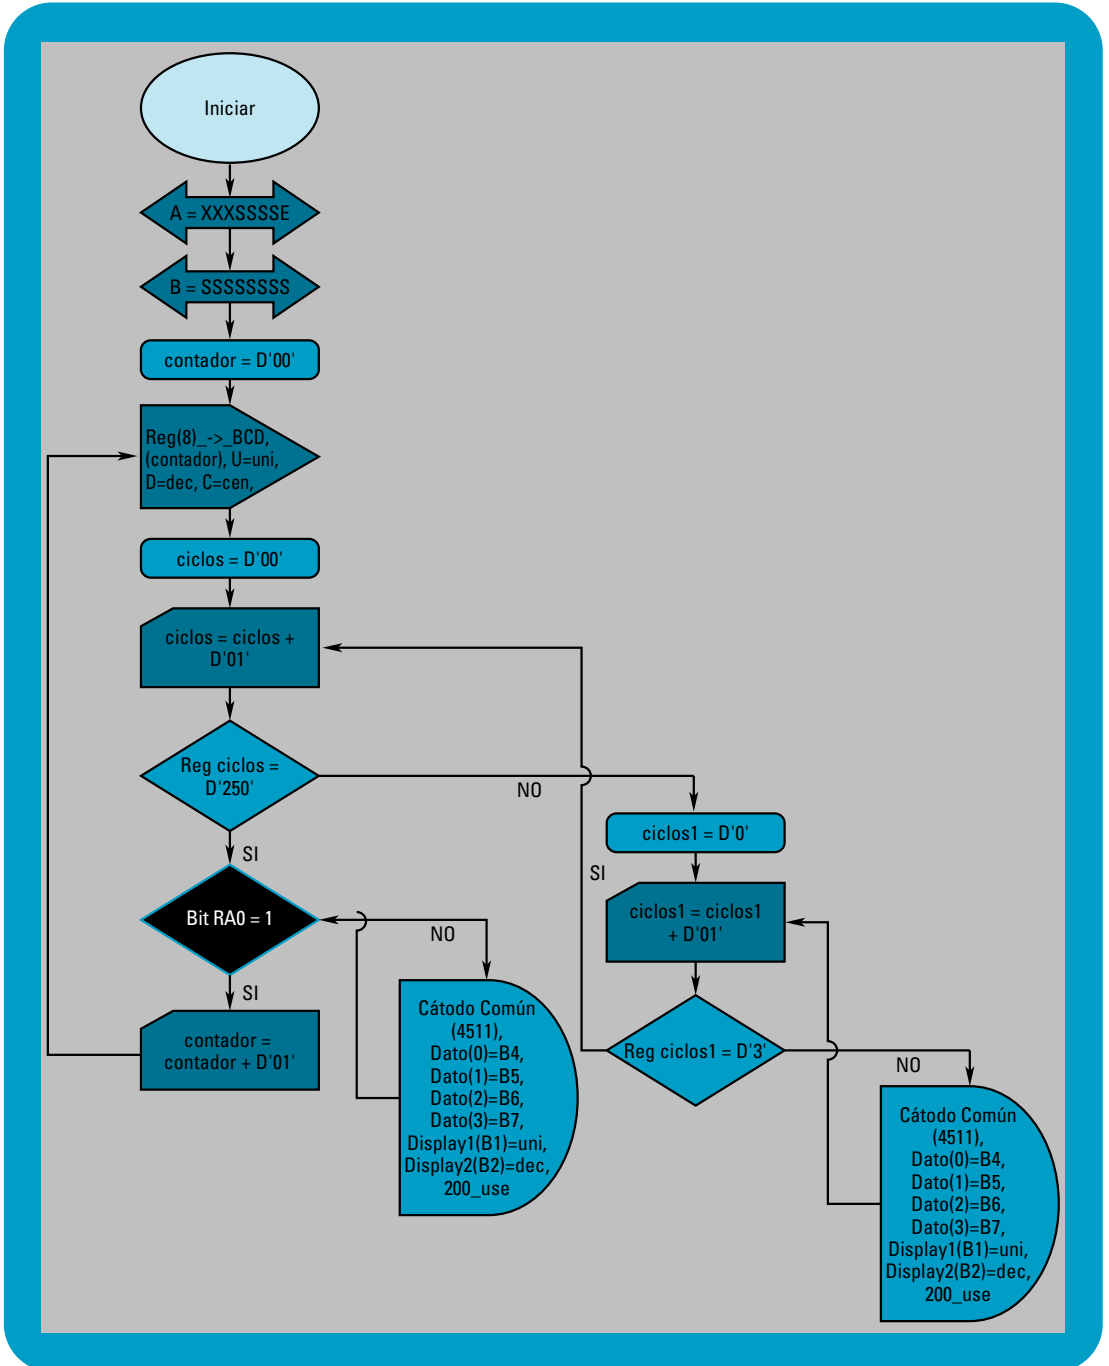 Iniciar
A = XXXSSSSE
B = SSSSSSSS
contador = D'00'
Reg(8)_->_BCD,
(contador), U=uni,
D=dec, C=cen,
ciclos = D'00'
ciclos = ciclos +
D'01'
Reg ciclos =
D'250'
NO
SI
Bit RA0 = 1
NO
SI
contador =
contador + D'01'
Cátodo Común
(4511),
Dato(0)=B4,
Dato(1)=B5,
Dato(2)=B6,
Dato(3)=B7,
Display1(B1)=uni,
Display2(B2)=dec,
200_use
ciclos1 = D'0'
SI
ciclos1 = ciclos1
+ D'01'
Reg ciclos1 = D'3'
NO
Cátodo Común
(4511),
Dato(0)=B4,
Dato(1)=B5,
Dato(2)=B6,
Dato(3)=B7,
Display1(B1)=uni,
Display2(B2)=dec,
200_use